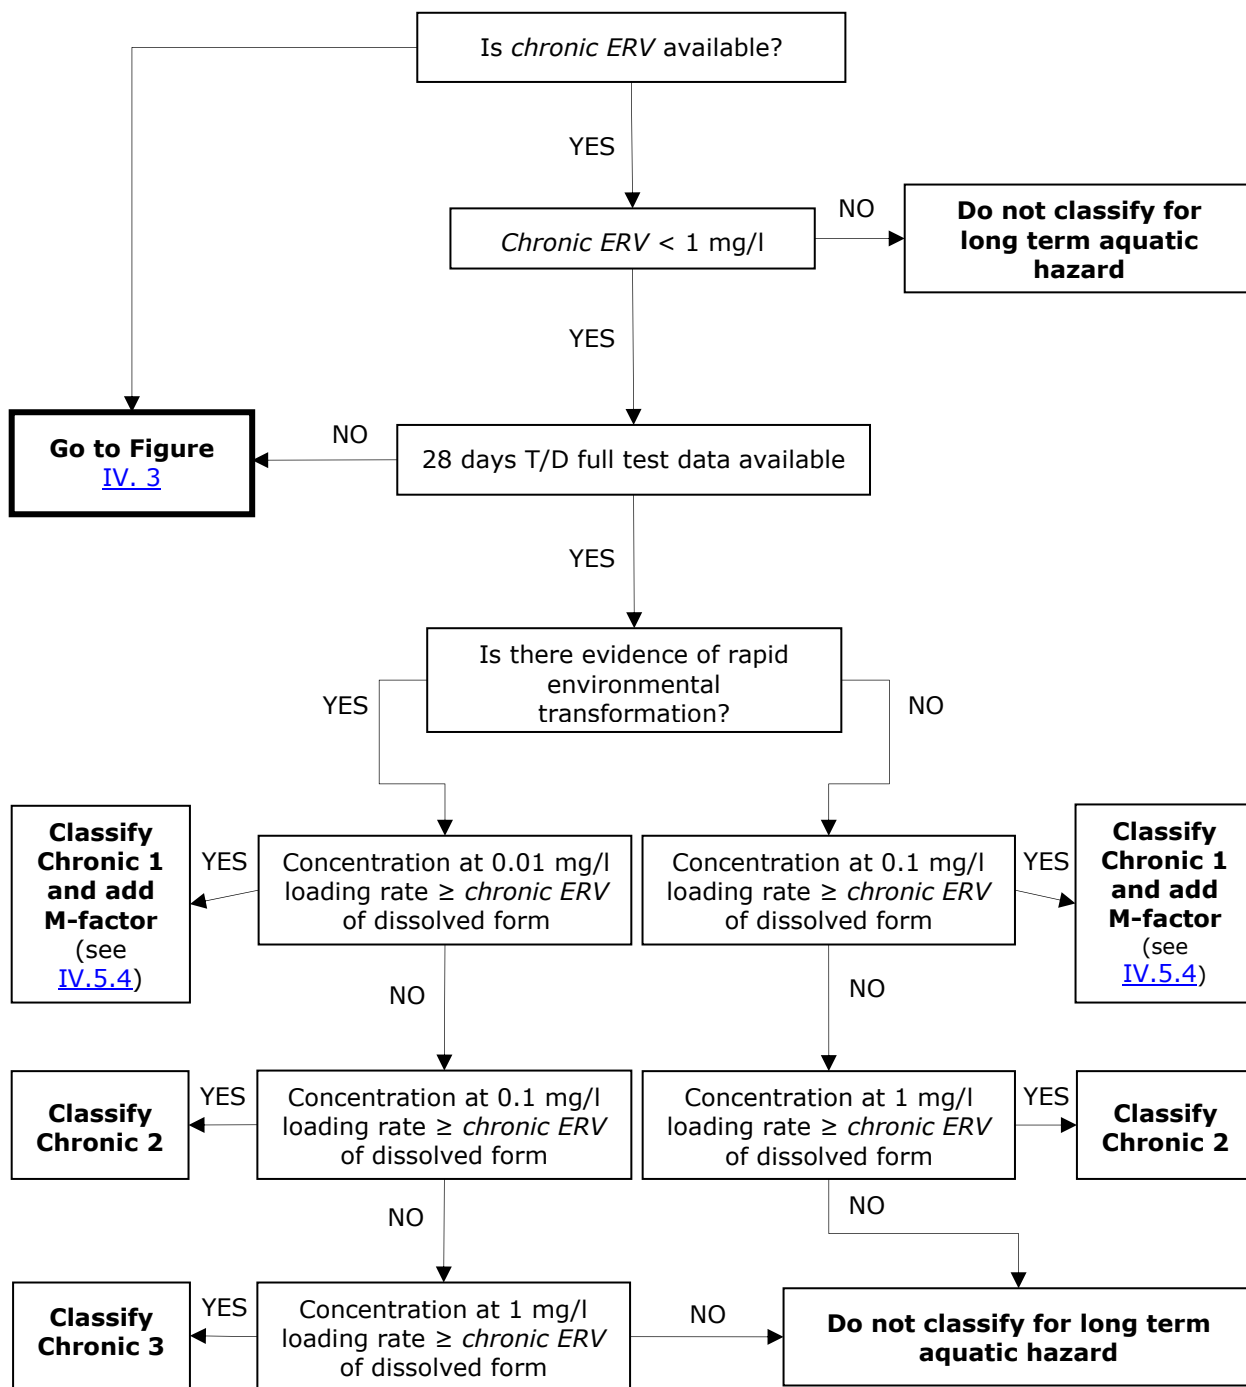 Is chronic ERV available?
YES
Chronic ERV < 1 mg/l
NO
Do not classify for
long term aquatic
hazard
YES
Go to Figure
IV. 3
NO
28 days T/D full test data available
YES
Is there evidence of rapid
environmental
transformation?
YES
NO
Classify
Chronic 1
and add
M-factor
(see
IV.5.4)
YES
Concentration at 0.01 mg/l
loading rate ≥ chronic ERV
of dissolved form
Concentration at 0.1 mg/l
loading rate ≥ chronic ERV
of dissolved form
YES
Classify
Chronic 1
and add
M-factor
(see
IV.5.4)
NO
NO
Classify
Chronic 2
YES
Concentration at 0.1 mg/l
loading rate ≥ chronic ERV
of dissolved form
Concentration at 1 mg/l
loading rate ≥ chronic ERV
of dissolved form
YES
Classify
Chronic 2
NO
NO
Classify
Chronic 3
YES
Concentration at 1 mg/l
loading rate ≥ chronic ERV
of dissolved form
NO
Do not classify for long term
aquatic hazard